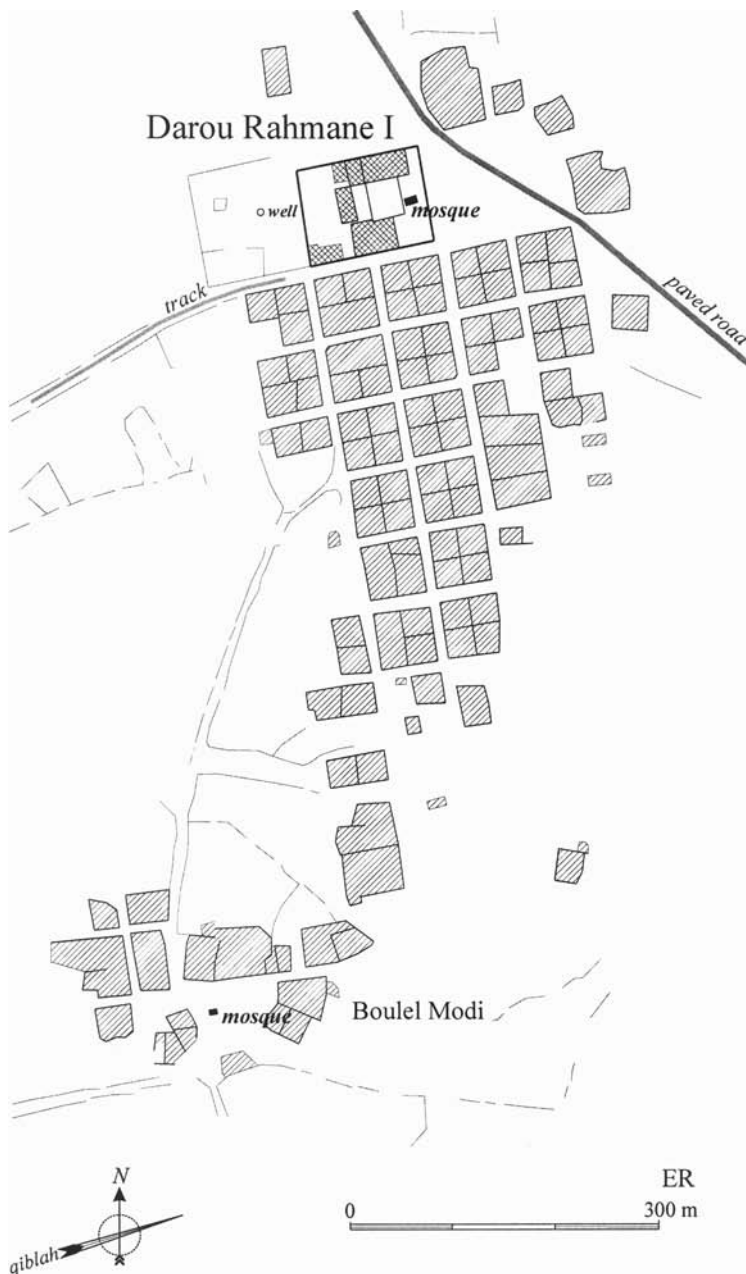 Darou Rahmane I
well
mosque
track
paved road
mosque
Boulel Modi
N
qiblah
ER
0
300 m